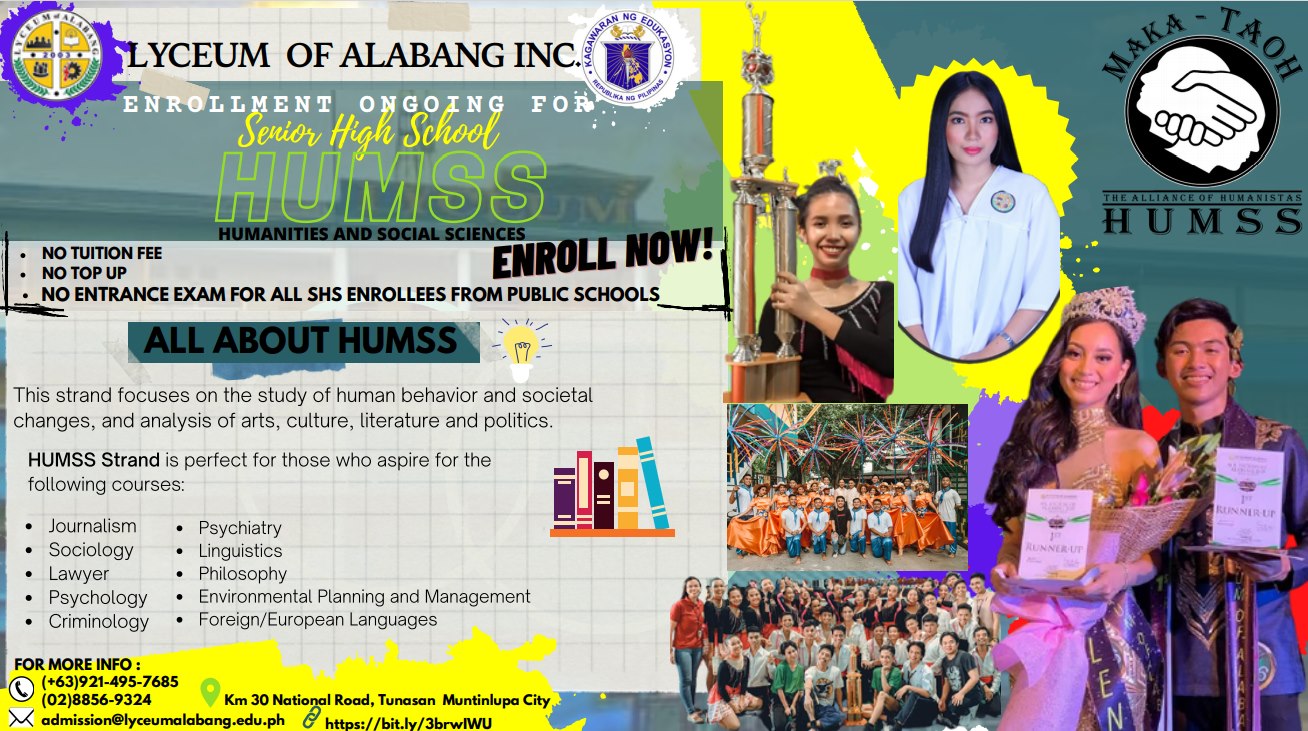 LYCEUM of ALABANG
2003
LYCEUM OF ALABANG INC.
KAGAWARAN NG EDUKASYON
REPUBLIKA NG PILIPINAS
ENROLLMENT ONGOING FOR
Senior High School
HUMSS
HUMANITIES AND SOCIAL SCIENCES
• NO TUITION FEE
• NO TOP UP
• NO ENTRANCE EXAM FOR ALL SHS ENROLLEES FROM PUBLIC SCHOOLS
ENROLL NOW!
ALL ABOUT HUMSS
This strand focuses on the study of human behavior and societal
changes, and analysis of arts, culture, literature and politics.
HUMSS Strand is perfect for those who aspire for the
following courses:
• Journalism
• Sociology
• Lawyer
• Psychology
• Criminology
• Psychiatry
• Linguistics
• Philosophy
• Environmental Planning and Management
• Foreign/European Languages
FOR MORE INFO :
(+63)921-495-7685
(02)8856-9324
admission@lyceumalabang.edu.ph
Km 30 National Road, Tunasan Muntinlupa City
https://bit.ly/3brwIWU
MAKA - TAOH
THE ALLIANCE OF HUMANISTAS
HUMSS
1ST
RUNNER-UP
1ST
RUNNER-UP